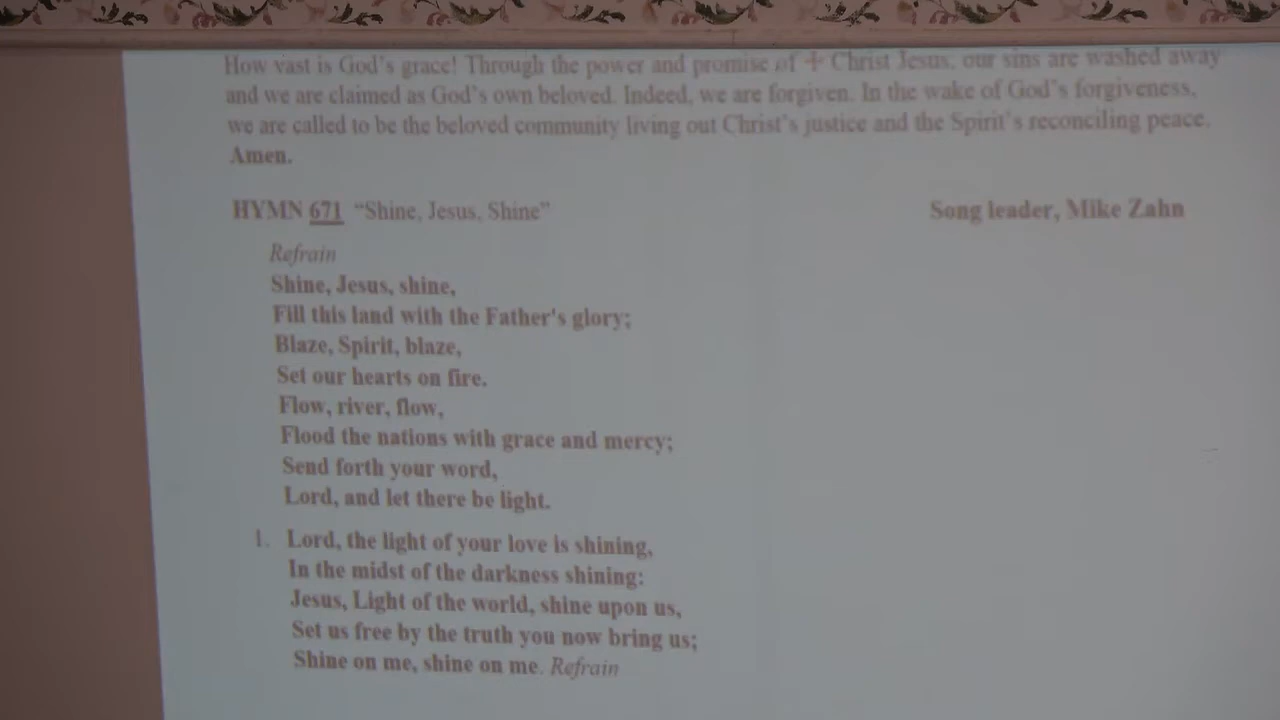 How vast is God's grace! Through the power and promise of ☩ Christ Jesus, our sins are washed away
and we are claimed as God's own beloved. Indeed, we are forgiven. In the wake of God's forgiveness,
we are called to be the beloved community living out Christ's justice and the Spirit's reconciling peace.
Amen.
HYMN 671 “Shine, Jesus, Shine” Song leader, Mike Zahn
Refrain
Shine, Jesus, shine,
Fill this land with the Father's glory;
Blaze, Spirit, blaze,
Set our hearts on fire.
Flow, river, flow,
Flood the nations with grace and mercy;
Send forth your word,
Lord, and let there be light.
1. Lord, the light of your love is shining,
In the midst of the darkness shining:
Jesus, Light of the world, shine upon us,
Set us free by the truth you now bring us;
Shine on me, shine on me. Refrain